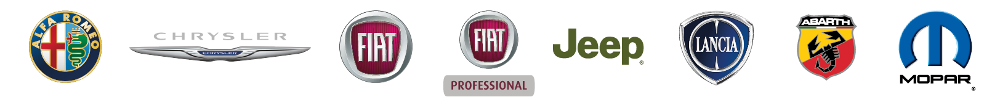 ALFA ROMEO
CHRYSLER
CHRYSLER
FIAT
FIAT
PROFESSIONAL
Jeep®
LANCIA
ABARTH
MOPAR®